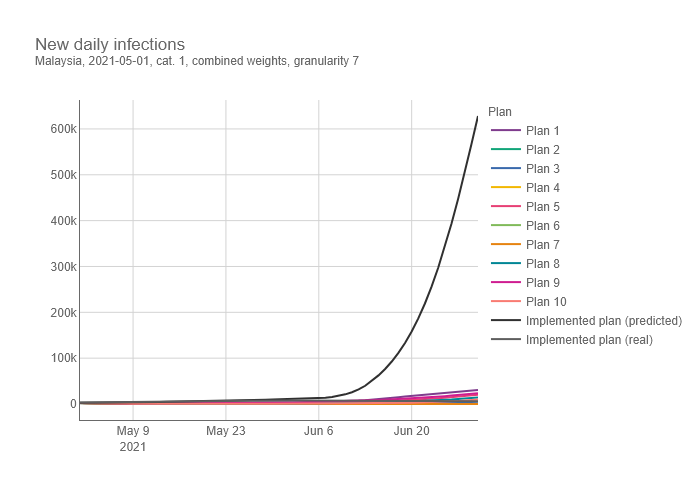 New daily infections
Malaysia, 2021-05-01, cat. 1, combined weights, granularity 7
600k
500k
400k
300k
200k
100k
0
May 9
2021
May 23
Jun 6
Jun 20
Plan
Plan 1
Plan 2
Plan 3
Plan 4
Plan 5
Plan 6
Plan 7
Plan 8
Plan 9
Plan 10
Implemented plan (predicted)
Implemented plan (real)